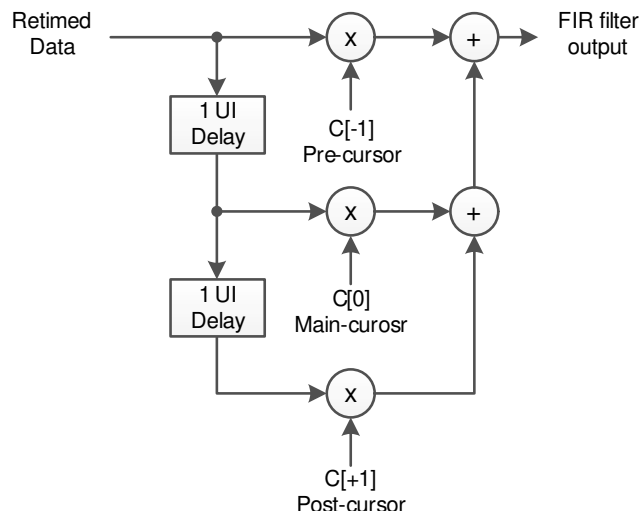 Retimed
Data
x
+
FIR filter
output
1 UI
Delay
C[-1]
Pre-cursor
x
+
1 UI
Delay
C[0]
Main-curosr
x
C[+1]
Post-cursor